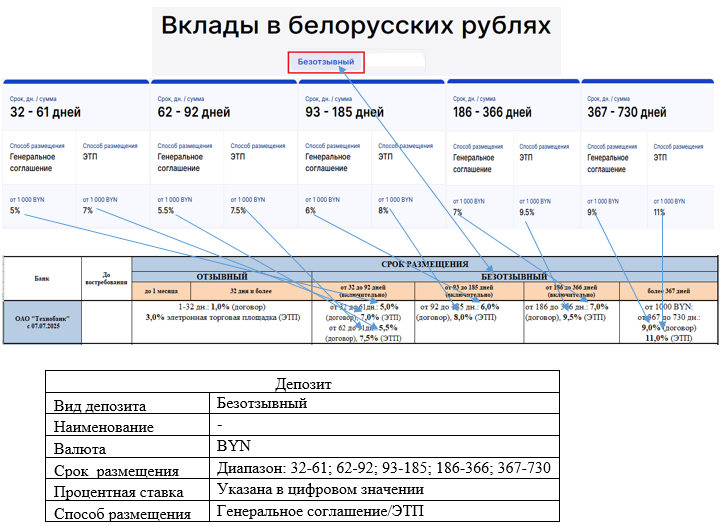 Вклады в белорусских рублях
Безотзывный
Срок, дн. / сумма Срок, дн. / сумма Срок, дн. / сумма Срок, дн. / сумма Срок, дн. / сумма
32 - 61 дней 62 - 92 дней 93 - 185 дней 186 - 366 дней 367 - 730 дней
Способ размещения Способ размещения Способ размещения Способ размещения Способ размещения Способ размещения Способ размещения Способ размещения Способ размещения Способ размещения
Генеральное ЭТП Генеральное ЭТП Генеральное ЭТП Генеральное ЭТП Генеральное ЭТП
соглашение соглашение соглашение соглашение соглашение
от 1 000 BYN от 1 000 BYN от 1 000 BYN от 1 000 BYN от 1 000 BYN от 1 000 BYN от 1 000 BYN от 1 000 BYN от 1 000 BYN от 1 000 BYN
5% 7% 5.5% 7.5% 6% 8% 7% 9.5% 9% 11%
СРОК РАЗМЕЩЕНИЯ
Банк До востребования ОТЗЫВНЫЙ БЕЗОТЗЫВНЫЙ
до 1 месяца 32 дня и более от 32 до 92 дней (включительно) от 93 до 185 дней (включительно) от 186 до 366 дней (включительно) более 367 дней
ОАО "Технобанк"
с 07.07.2025
1-32 дн.: 1,0% (договор)
3,0% элетронная торговая площадка (ЭТП)
от 32 до 61дн.: 5,0%
(договор), 7,0% (ЭТП)
от 62 до 92дн.: 5,5%
(договор), 7,5% (ЭТП)
от 92 до 185 дн.: 6,0%
(договор), 8,0% (ЭТП)
от 186 до 366 дн.: 7,0%
(договор), 9,5% (ЭТП)
от 1000 BYN:
от 367 до 730 дн.:
9,0% (договор)
11,0% (ЭТП)
Депозит
Вид депозита Безотзывный
Наименование -
Валюта BYN
Срок размещения Диапазон: 32-61; 62-92; 93-185; 186-366; 367-730
Процентная ставка Указана в цифровом значении
Способ размещения Генеральное соглашение/ЭТП